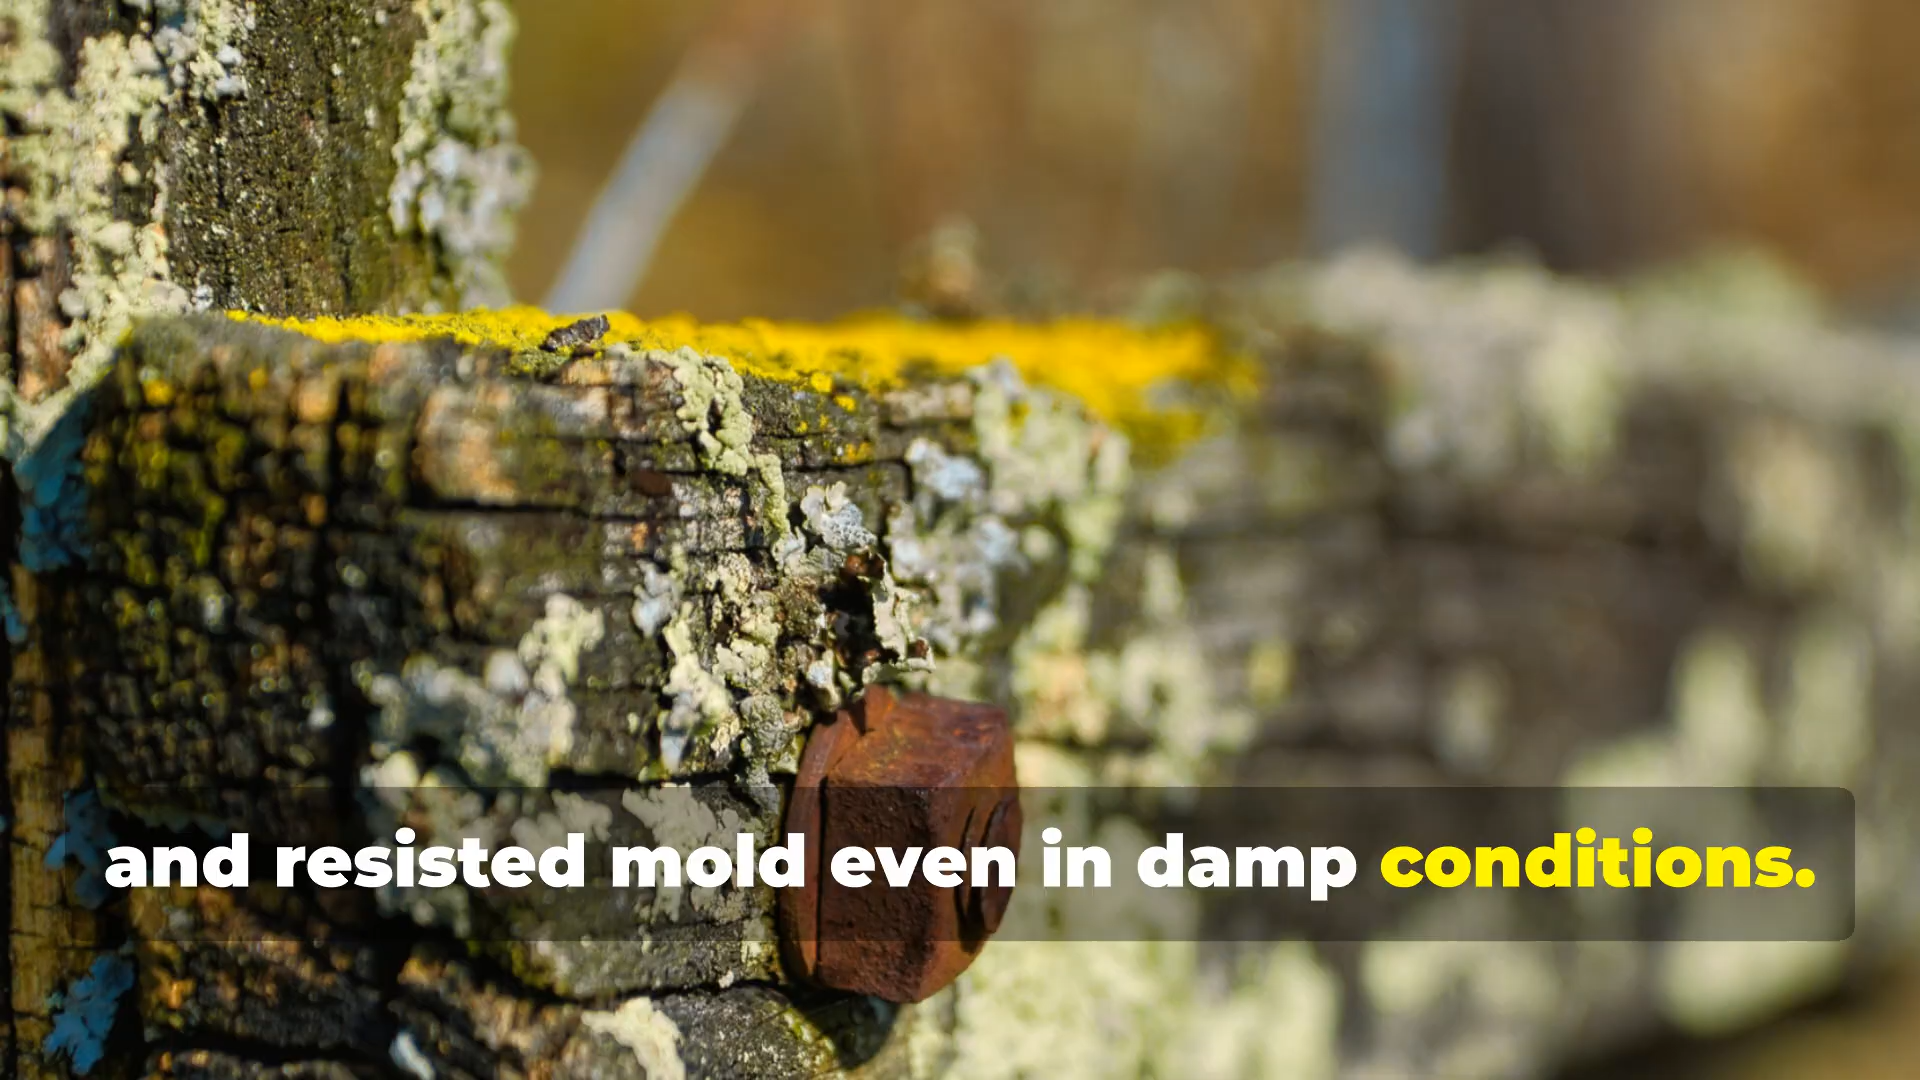 and resisted mold even in damp conditions.